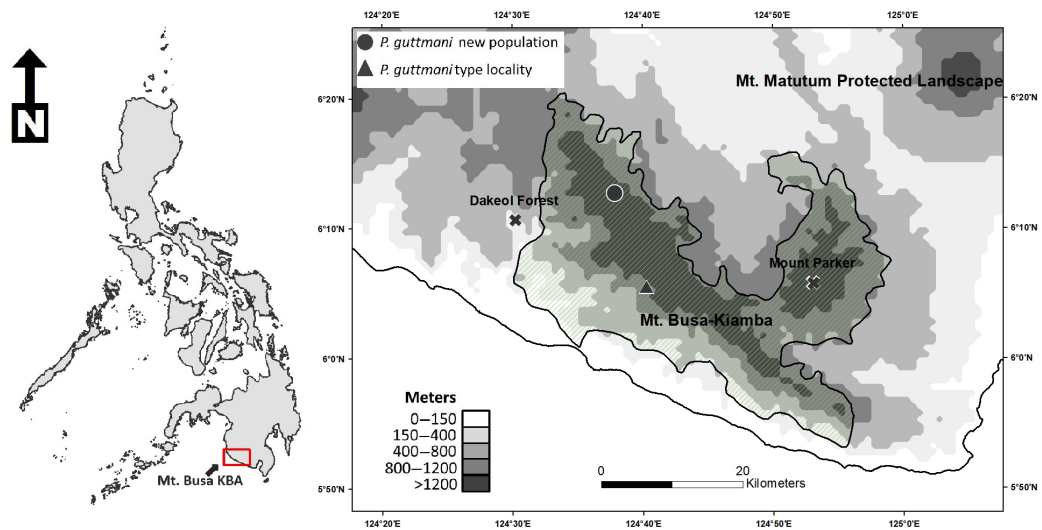 N
Mt. Busa KBA
124°20'E 124°30'E 124°40'E 124°50'E 125°0'E
P. guttmani new population
P. guttmani type locality
Mt. Matutum Protected Landscape
6°20'N
6°20'N
Dakeol Forest
6°10'N
6°10'N
Mount Parker
Mt. Busa-Kiamba
6°0'N
6°0'N
Meters
0–150
150–400
400–800
800–1200
>1200
0 20
Kilometers
5°50'N
5°50'N
124°20'E 124°30'E 124°40'E 124°50'E 125°0'E